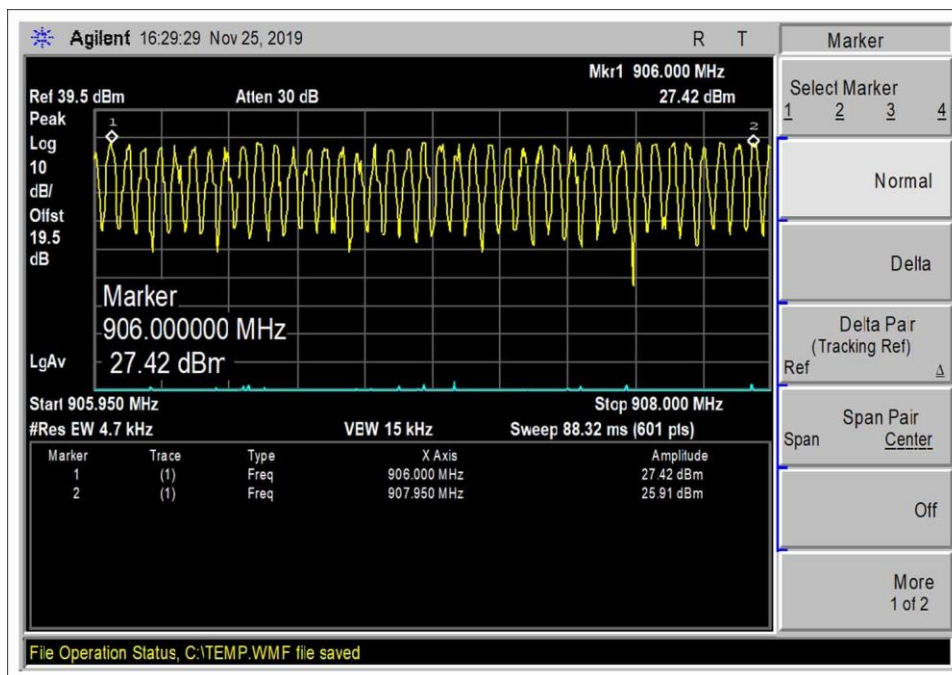 Agilent 16:29:29 Nov 25, 2019 R T
Mkr1 906.000 MHz
Ref 39.5 dBm Atten 30 dB 27.42 dBm
Peak
Log
10
dB/
Offst
19.5
dB
1
2
Marker
906.000000 MHz
27.42 dBm
LgAv
Start 905.950 MHz Stop 908.000 MHz
#Res EW 4.7 kHz VBW 15 kHz Sweep 88.32 ms (601 pts)
Marker Trace Type X Axis Amplitude
1 (1) Freq 906.000 MHz 27.42 dBm
2 (1) Freq 907.950 MHz 25.91 dBm
File Operation Status, C:\TEMP.WMF file saved
Marker
Select Marker
1 2 3 4
Normal
Delta
Delta Pair
(Tracking Ref)
Ref Δ
Span Pair
Span Center
Off
More
1 of 2